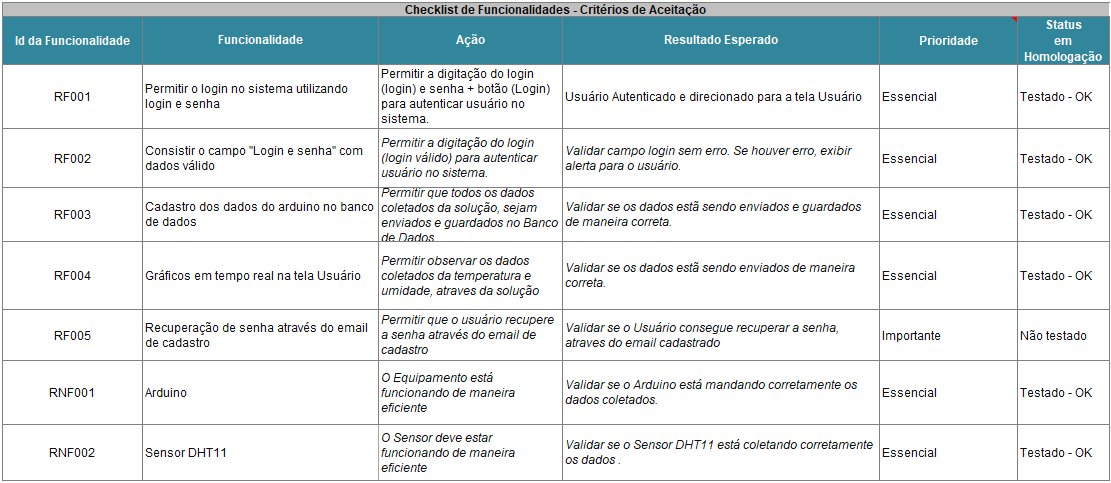 Checklist de Funcionalidades - Critérios de Aceitação
Id da Funcionalidade
Funcionalidade
Ação
Resultado Esperado
Prioridade
Status
em
Homologação
RF001
Permitir o login no sistema utilizando
login e senha
Permitir a digitação do login
(login) e senha + botão (Login)
para autenticar usuário no
sistema.
Usuário Autenticado e direcionado para a tela Usuário
Essencial
Testado - OK
RF002
Consistir o campo "Login e senha" com
dados válido
Permitir a digitação do login
(login válido) para autenticar
usuário no sistema.
Validar campo login sem erro. Se houver erro, exibir
alerta para o usuário.
Essencial
Testado - OK
RF003
Cadastro dos dados do arduino no banco
de dados
Permitir que todos os dados
coletados da solução, sejam
enviados e guardados no Banco
de Dados
Validar se os dados estã sendo enviados e guardados
de maneira correta.
Essencial
Testado - OK
RF004
Gráficos em tempo real na tela Usuário
Permitir observar os dados
coletados da temperatura e
umidade, atraves da solução
Validar se os dados estã sendo enviados de maneira
correta.
Essencial
Testado - OK
RF005
Recuperação de senha através do email
de cadastro
Permitir que o usuário recupere
a senha através do email de
cadastro
Validar se o Usuário consegue recuperar a senha,
atraves do email cadastrado
Importante
Não testado
RNF001
Arduino
O Equipamento está
funcionando de maneira
eficiente
Validar se o Arduino está mandando corretamente os
dados coletados.
Essencial
Testado - OK
RNF002
Sensor DHT11
O Sensor deve estar
funcionando de maneira
eficiente
Validar se o Sensor DHT11 está coletando corretamente
os dados .
Essencial
Testado - OK